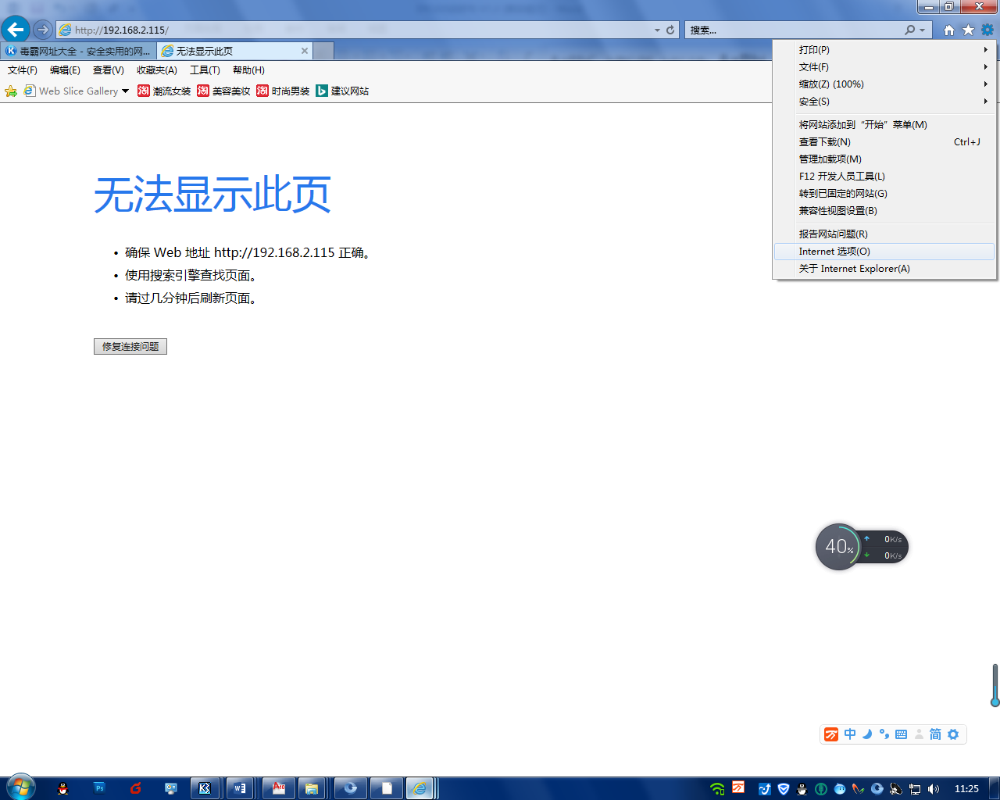 http://192.168.2.115/
搜索...
毒霸网址大全 - 安全实用的网...
无法显示此页
文件(F) 编辑(E) 查看(V) 收藏夹(A) 工具(T) 帮助(H)
Web Slice Gallery 淘 潮流女装 淘 美容美妆 淘 时尚男装 建议网站
打印(P)
文件(F)
缩放(Z) (100%)
安全(S)
将网站添加到“开始”菜单(M)
查看下载(N) Ctrl+J
管理加载项(M)
F12 开发人员工具(L)
转到已固定的网站(G)
兼容性视图设置(B)
报告网站问题(R)
Internet 选项(O)
关于 Internet Explorer(A)
无法显示此页
• 确保 Web 地址 http://192.168.2.115 正确。
• 使用搜索引擎查找页面。
• 请过几分钟后刷新页面。
修复连接问题
40%
0K/s
0K/s
中 简
Ps
11:25